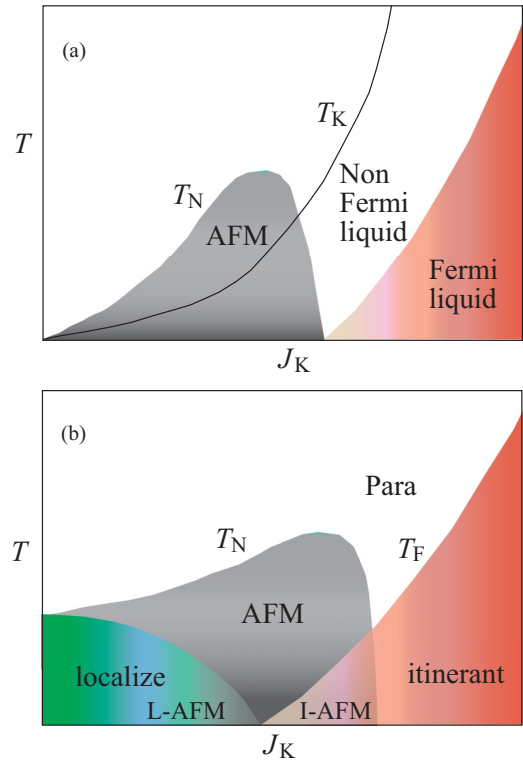 (a)
T
T_K
T_N
AFM
Non
Fermi
liquid
Fermi
liquid
J_K
(b)
T
Para
T_N
T_F
AFM
localize
itinerant
L-AFM
I-AFM
J_K